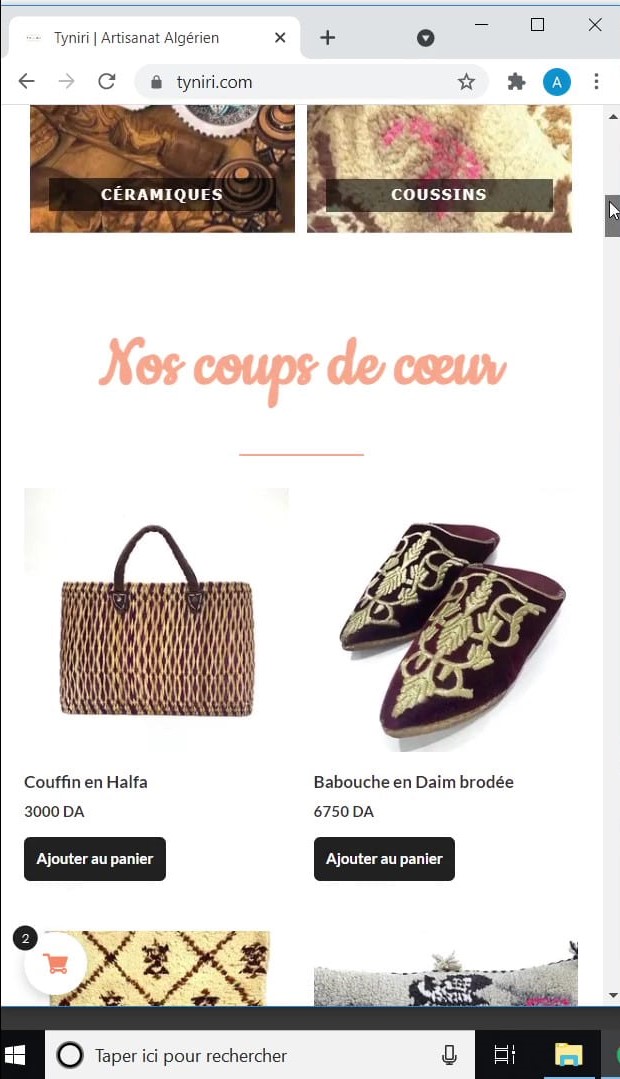 Tyniri | Artisanat Algérien
tyniri.com
A
CÉRAMIQUES
COUSSINS
Nos coups de cœur
Couffin en Halfa
3000 DA
Ajouter au panier
Babouche en Daim brodée
6750 DA
Ajouter au panier
2
Taper ici pour rechercher